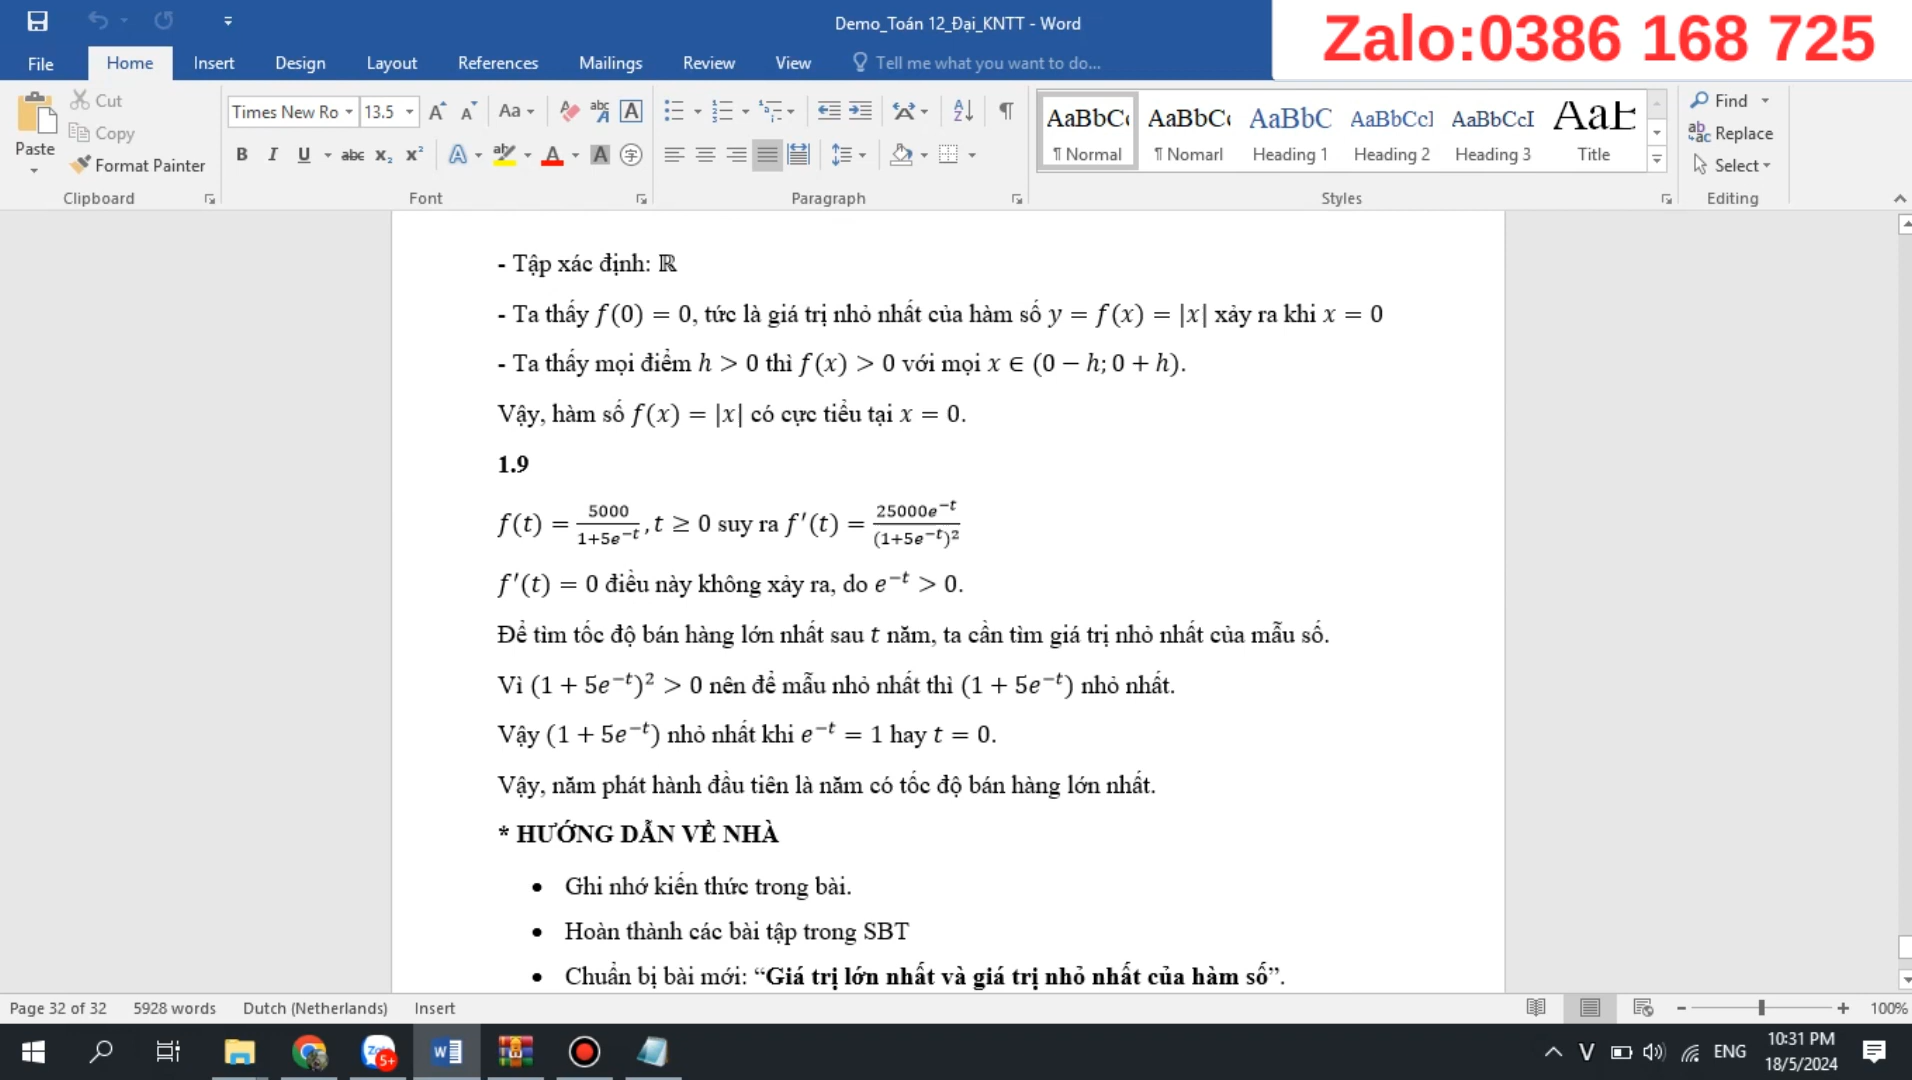 Demo_Toán 12_Đại_KNTT - Word
Zalo:0386 168 725
File Home Insert Design Layout References Mailings Review View Tell me what you want to do...
Paste
Cut
Copy
Format Painter
Clipboard
Times New Ro 13.5
Font
Paragraph
AaBbC AaBbC AaBbC AaBbCcI AaBbCcI AaB
¶ Normal ¶ Nomarl Heading 1 Heading 2 Heading 3 Title
Styles
Find
Replace
Select
Editing
- Tập xác định: ℝ
- Ta thấy f(0) = 0, tức là giá trị nhỏ nhất của hàm số y = f(x) = |x| xảy ra khi x = 0
- Ta thấy mọi điểm h > 0 thì f(x) > 0 với mọi x ∈ (0 − h; 0 + h).
Vậy, hàm số f(x) = |x| có cực tiểu tại x = 0.
1.9
f(t) = 5000/(1+5e^{−t}), t ≥ 0 suy ra f′(t) = 25000e^{−t}/(1+5e^{−t})²
f′(t) = 0 điều này không xảy ra, do e^{−t} > 0.
Để tìm tốc độ bán hàng lớn nhất sau t năm, ta cần tìm giá trị nhỏ nhất của mẫu số.
Vì (1 + 5e^{−t})² > 0 nên để mẫu nhỏ nhất thì (1 + 5e^{−t}) nhỏ nhất.
Vậy (1 + 5e^{−t}) nhỏ nhất khi e^{−t} = 1 hay t = 0.
Vậy, năm phát hành đầu tiên là năm có tốc độ bán hàng lớn nhất.
* HƯỚNG DẪN VỀ NHÀ
• Ghi nhớ kiến thức trong bài.
• Hoàn thành các bài tập trong SBT
• Chuẩn bị bài mới: “Giá trị lớn nhất và giá trị nhỏ nhất của hàm số”.
Page 32 of 32 5928 words Dutch (Netherlands) Insert 100%
ENG
10:31 PM
18/5/2024